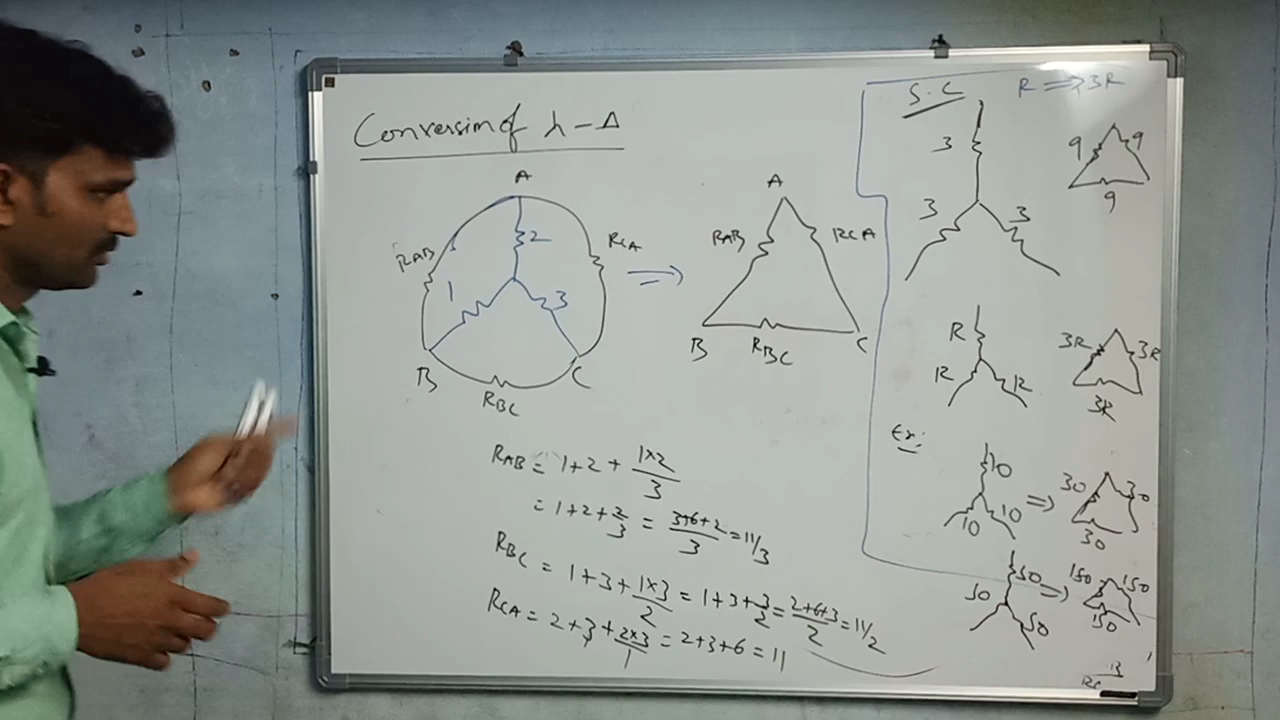 Conversion of ⅄ - Δ
A
RAB
2
RCA
1
3
B
RBC
C
A
RAB
RCA
B
RBC
C
RAB = 1+2+ 1×2/3
= 1+2+2/3 = 3+6+2/3 = 11/3
RBC = 1+3+ 1×3/2 = 1+3+3/2 = 2+6+3/2 = 11/2
RCA = 2+3+ 2×3/1 = 2+3+6 = 11
S.C
R ⇒ 3R
3
3
3
9
9
9
R
R
R
3R
3R
3R
Ex:
10
10
10
⇒
30
30
30
50
50
50
⇒
150
150
150